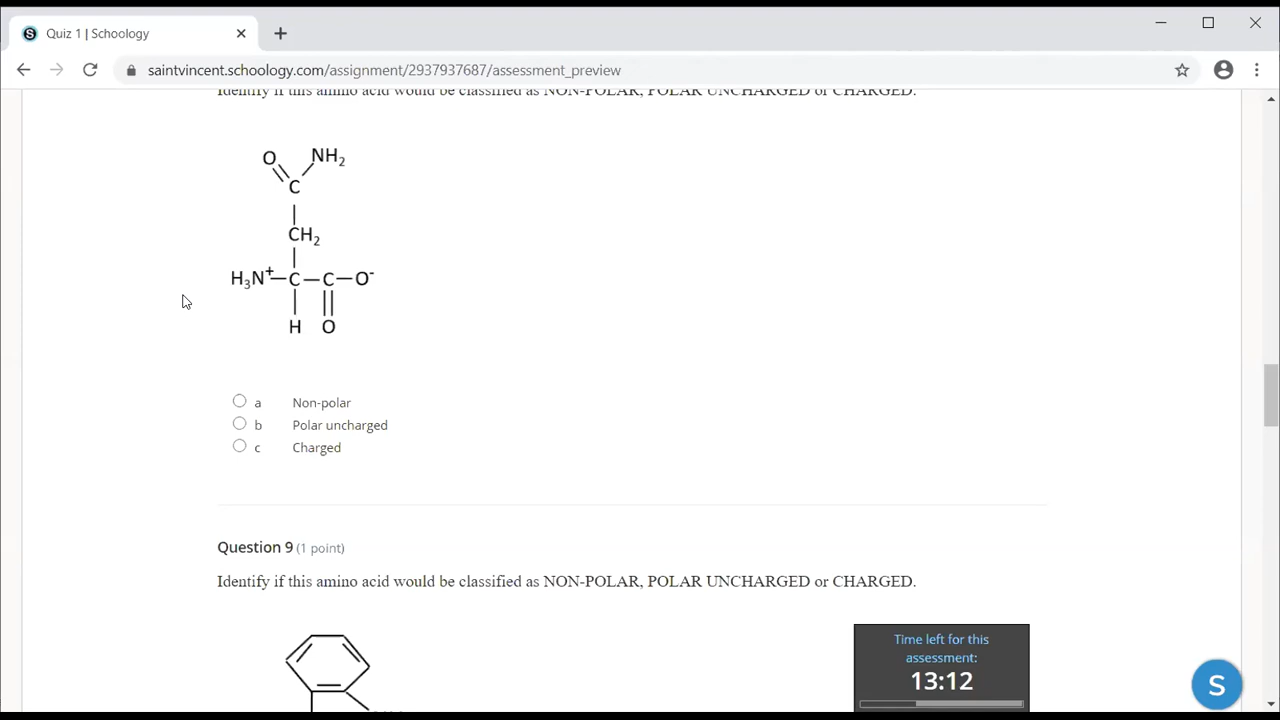 Quiz 1 | Schoology
saintvincent.schoology.com/assignment/2937937687/assessment_preview
Identify if this amino acid would be classified as NON-POLAR, POLAR UNCHARGED or CHARGED.
O NH₂
C
CH₂
H₃N⁺—C—C—O⁻
H O
a Non-polar
b Polar uncharged
c Charged
Question 9 (1 point)
Identify if this amino acid would be classified as NON-POLAR, POLAR UNCHARGED or CHARGED.
Time left for this
assessment:
13:12
S